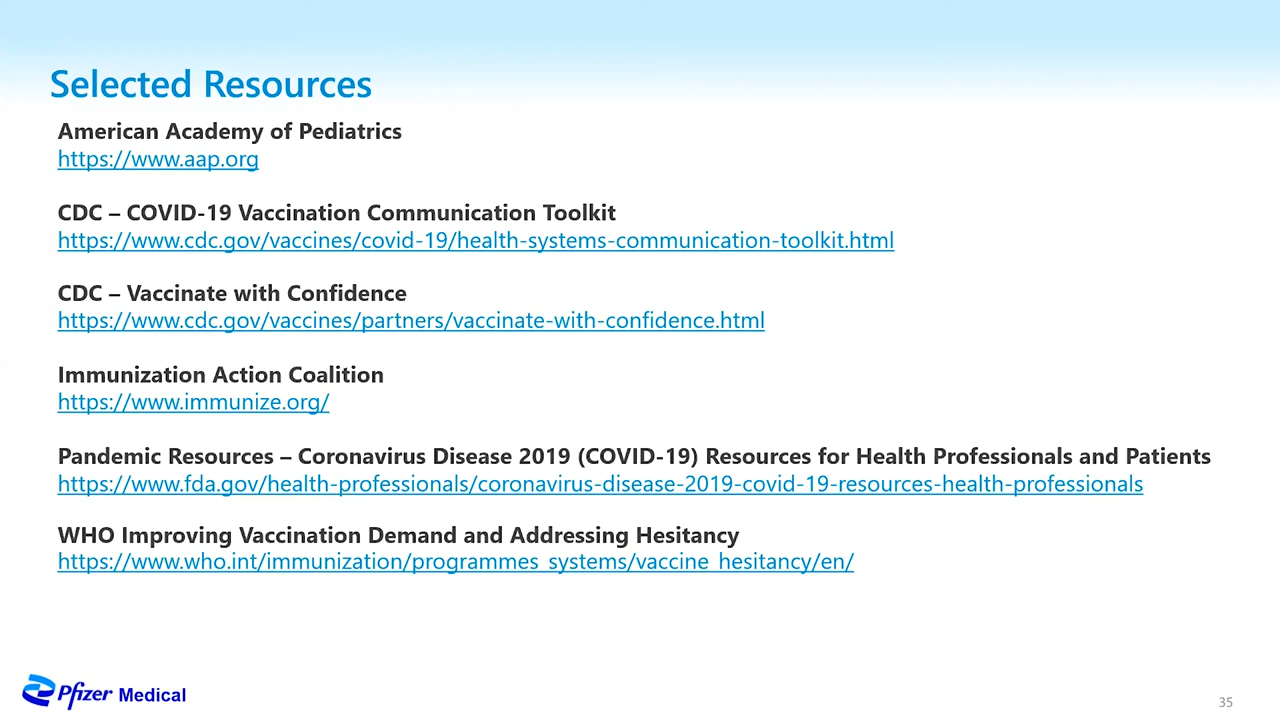 Selected Resources
American Academy of Pediatrics
https://www.aap.org
CDC – COVID-19 Vaccination Communication Toolkit
https://www.cdc.gov/vaccines/covid-19/health-systems-communication-toolkit.html
CDC – Vaccinate with Confidence
https://www.cdc.gov/vaccines/partners/vaccinate-with-confidence.html
Immunization Action Coalition
https://www.immunize.org/
Pandemic Resources – Coronavirus Disease 2019 (COVID-19) Resources for Health Professionals and Patients
https://www.fda.gov/health-professionals/coronavirus-disease-2019-covid-19-resources-health-professionals
WHO Improving Vaccination Demand and Addressing Hesitancy
https://www.who.int/immunization/programmes_systems/vaccine_hesitancy/en/
Pfizer Medical
35